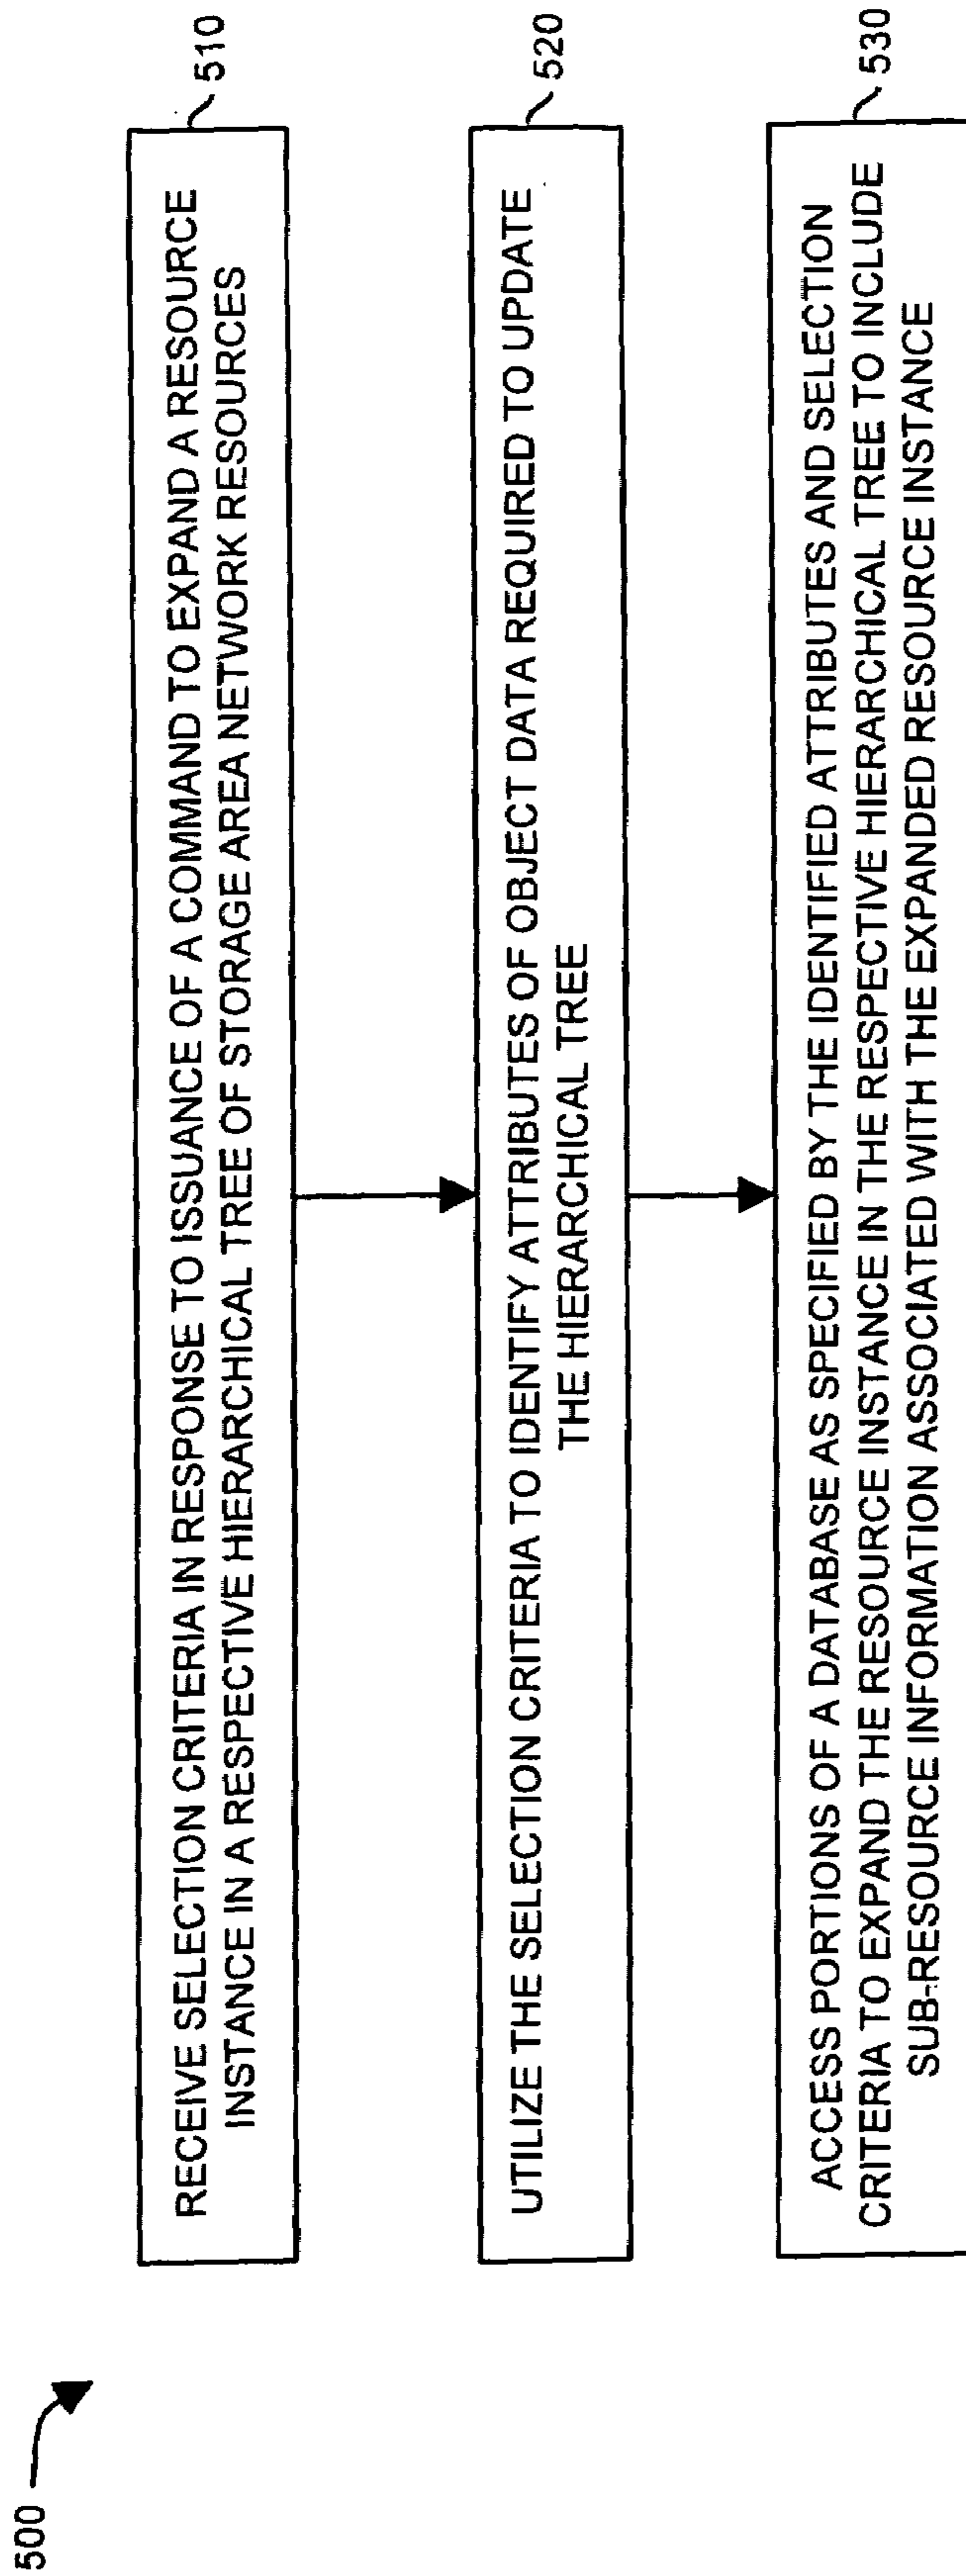 500
RECEIVE SELECTION CRITERIA IN RESPONSE TO ISSUANCE OF A COMMAND TO EXPAND A RESOURCE
INSTANCE IN A RESPECTIVE HIERARCHICAL TREE OF STORAGE AREA NETWORK RESOURCES
510
UTILIZE THE SELECTION CRITERIA TO IDENTIFY ATTRIBUTES OF OBJECT DATA REQUIRED TO UPDATE
THE HIERARCHICAL TREE
520
ACCESS PORTIONS OF A DATABASE AS SPECIFIED BY THE IDENTIFIED ATTRIBUTES AND SELECTION
CRITERIA TO EXPAND THE RESOURCE INSTANCE IN THE RESPECTIVE HIERARCHICAL TREE TO INCLUDE
SUB-RESOURCE INFORMATION ASSOCIATED WITH THE EXPANDED RESOURCE INSTANCE
530